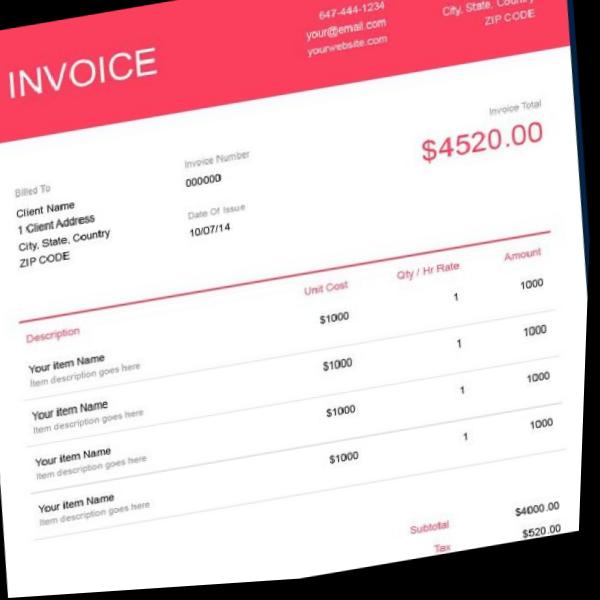 INVOICE
647-444-1234
your@email.com
yourwebsite.com
City, State, Country
ZIP CODE
Billed To
Client Name
1 Client Address
City, State, Country
ZIP CODE
Invoice Number
000000
Date Of Issue
10/07/14
Invoice Total
$4520.00
Description Unit Cost Qty / Hr Rate Amount
Your item Name $1000 1 1000
Item description goes here
Your item Name $1000 1 1000
Item description goes here
Your item Name $1000 1 1000
Item description goes here
Your item Name $1000 1 1000
Item description goes here
Subtotal $4000.00
Tax $520.00